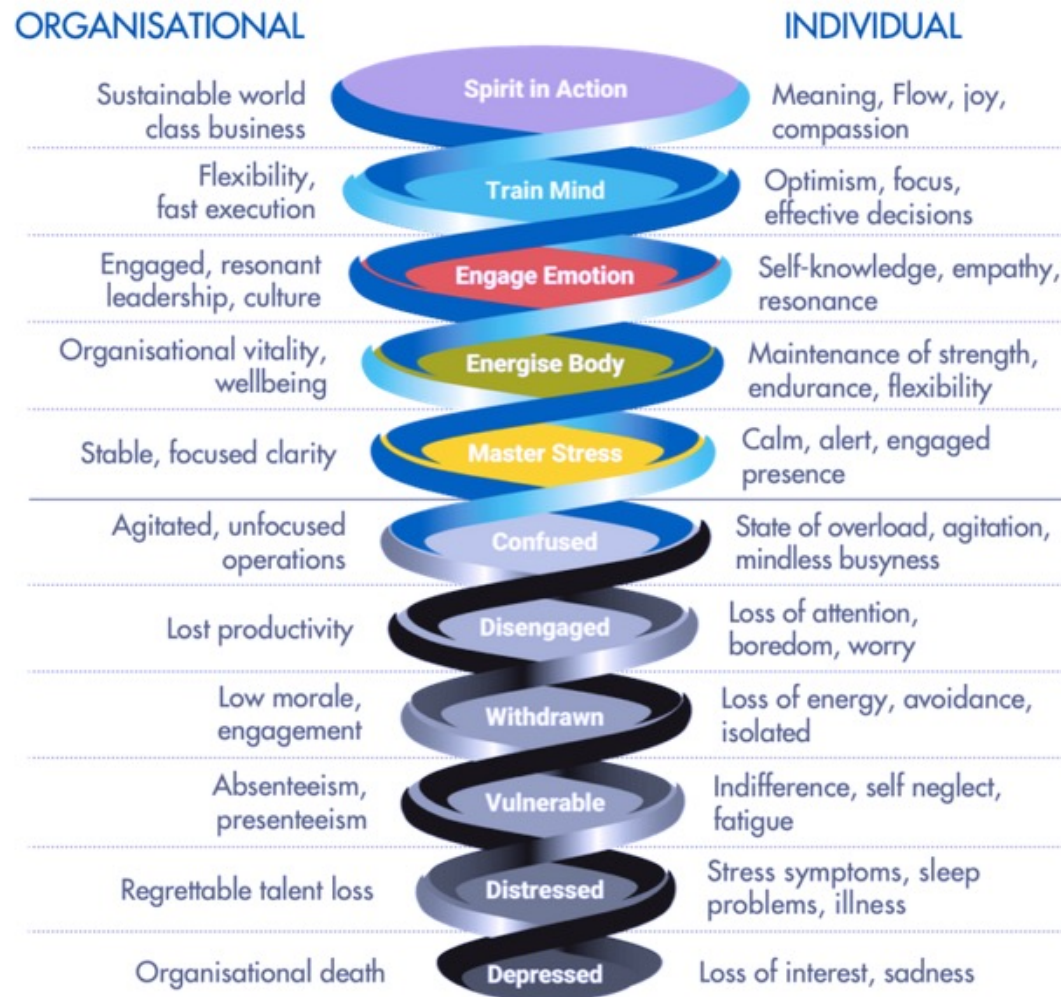 ORGANISATIONAL
INDIVIDUAL
Sustainable world
class business
Spirit in Action
Meaning, Flow, joy,
compassion
Flexibility,
fast execution
Train Mind
Optimism, focus,
effective decisions
Engaged, resonant
leadership, culture
Engage Emotion
Self-knowledge, empathy,
resonance
Organisational vitality,
wellbeing
Energise Body
Maintenance of strength,
endurance, flexibility
Stable, focused clarity
Master Stress
Calm, alert, engaged
presence
Agitated, unfocused
operations
Confused
State of overload, agitation,
mindless busyness
Lost productivity
Disengaged
Loss of attention,
boredom, worry
Low morale,
engagement
Withdrawn
Loss of energy, avoidance,
isolated
Absenteeism,
presenteeism
Vulnerable
Indifference, self neglect,
fatigue
Regrettable talent loss
Distressed
Stress symptoms, sleep
problems, illness
Organisational death
Depressed
Loss of interest, sadness